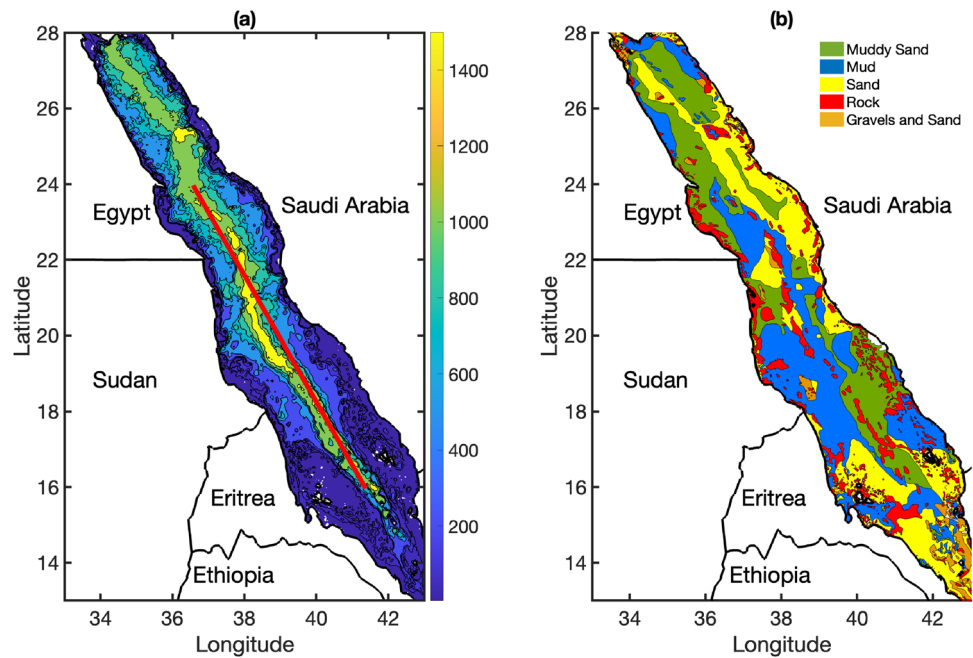 (a)
28
26
24
22
20
18
16
14
Latitude
34
36
38
40
42
Longitude
Egypt
Saudi Arabia
Sudan
Eritrea
Ethiopia
1400
1200
1000
800
600
400
200
(b)
28
26
24
22
20
18
16
14
Latitude
34
36
38
40
42
Longitude
Muddy Sand
Mud
Sand
Rock
Gravels and Sand
Egypt
Saudi Arabia
Sudan
Eritrea
Ethiopia